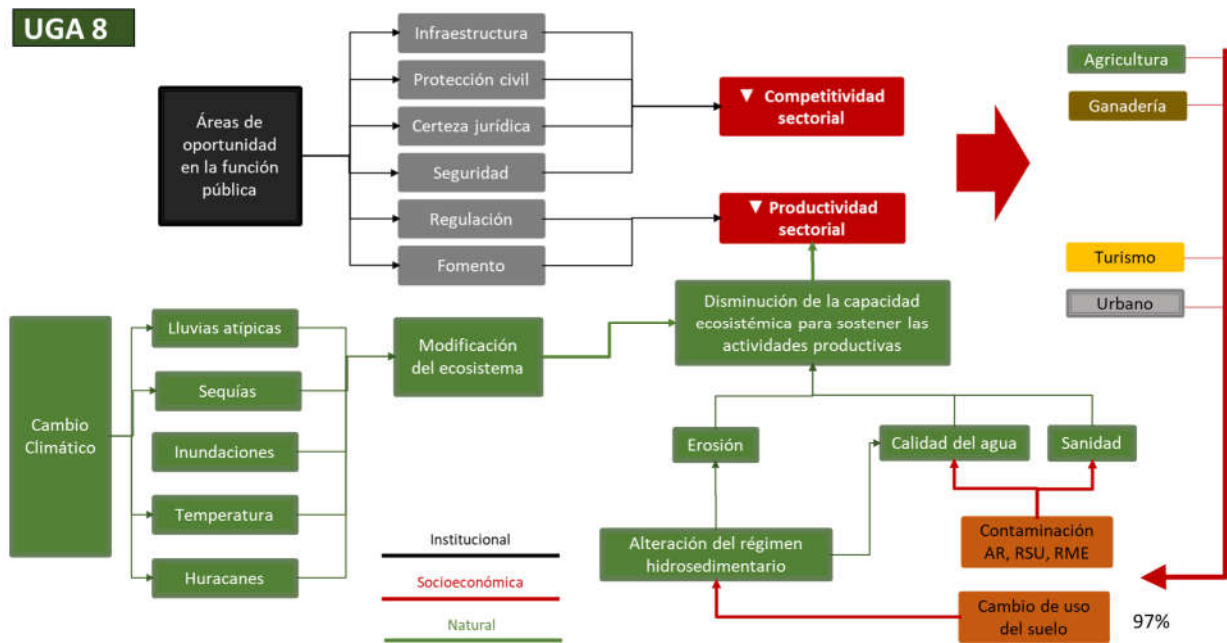 UGA 8
Áreas de
oportunidad
en la función
pública
Infraestructura
Protección civil
Certeza jurídica
Seguridad
Regulación
Fomento
▼ Competitividad
sectorial
▼ Productividad
sectorial
Agricultura
Ganadería
Turismo
Urbano
Cambio
Climático
Lluvias atípicas
Sequías
Inundaciones
Temperatura
Huracanes
Modificación
del ecosistema
Disminución de la capacidad
ecosistémica para sostener las
actividades productivas
Erosión
Calidad del agua
Sanidad
Alteración del régimen
hidrosedimentario
Contaminación
AR, RSU, RME
Cambio de uso
del suelo
97%
Institucional
Socioeconómica
Natural